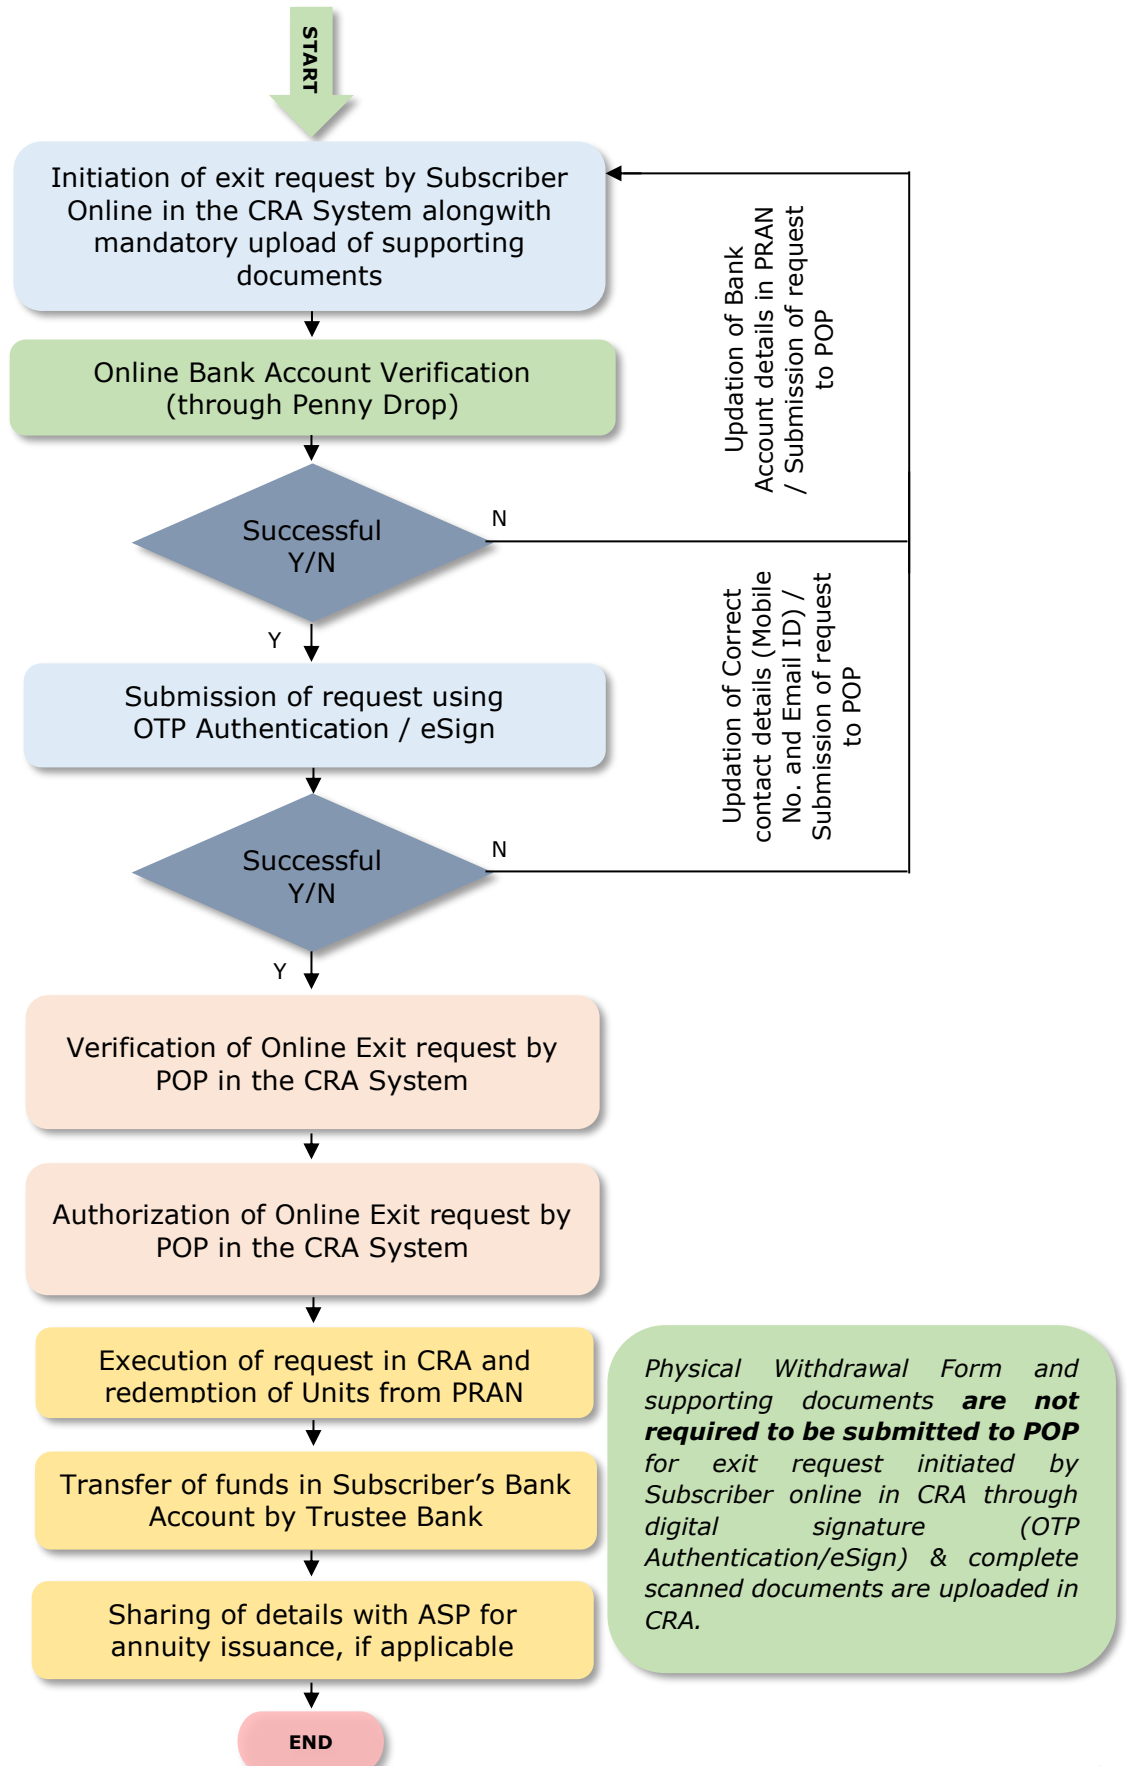 START
Initiation of exit request by Subscriber
Online in the CRA System alongwith
mandatory upload of supporting
documents
Updation of Bank
Account details in PRAN
/ Submission of request
to POP
Online Bank Account Verification
(through Penny Drop)
Successful
Y/N
N
Y
Updation of Correct
contact details (Mobile
No. and Email ID) /
Submission of request
to POP
Submission of request using
OTP Authentication / eSign
Successful
Y/N
N
Y
Verification of Online Exit request by
POP in the CRA System
Authorization of Online Exit request by
POP in the CRA System
Execution of request in CRA and
redemption of Units from PRAN
Transfer of funds in Subscriber’s Bank
Account by Trustee Bank
Sharing of details with ASP for
annuity issuance, if applicable
END
Physical Withdrawal Form and
supporting documents are not
required to be submitted to POP
for exit request initiated by
Subscriber online in CRA through
digital signature (OTP
Authentication/eSign) & complete
scanned documents are uploaded in
CRA.